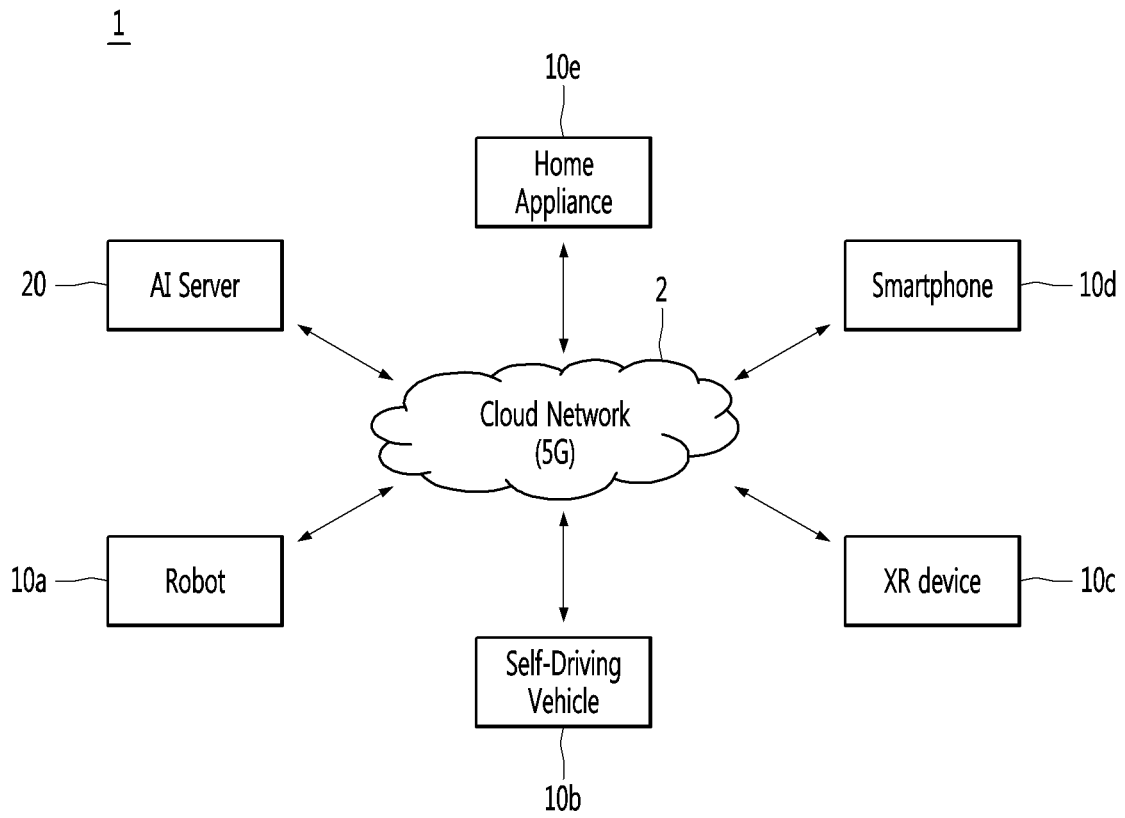 1
10e
Home
Appliance
20
AI Server
Smartphone
10d
2
Cloud Network
(5G)
10a
Robot
XR device
10c
Self-Driving
Vehicle
10b